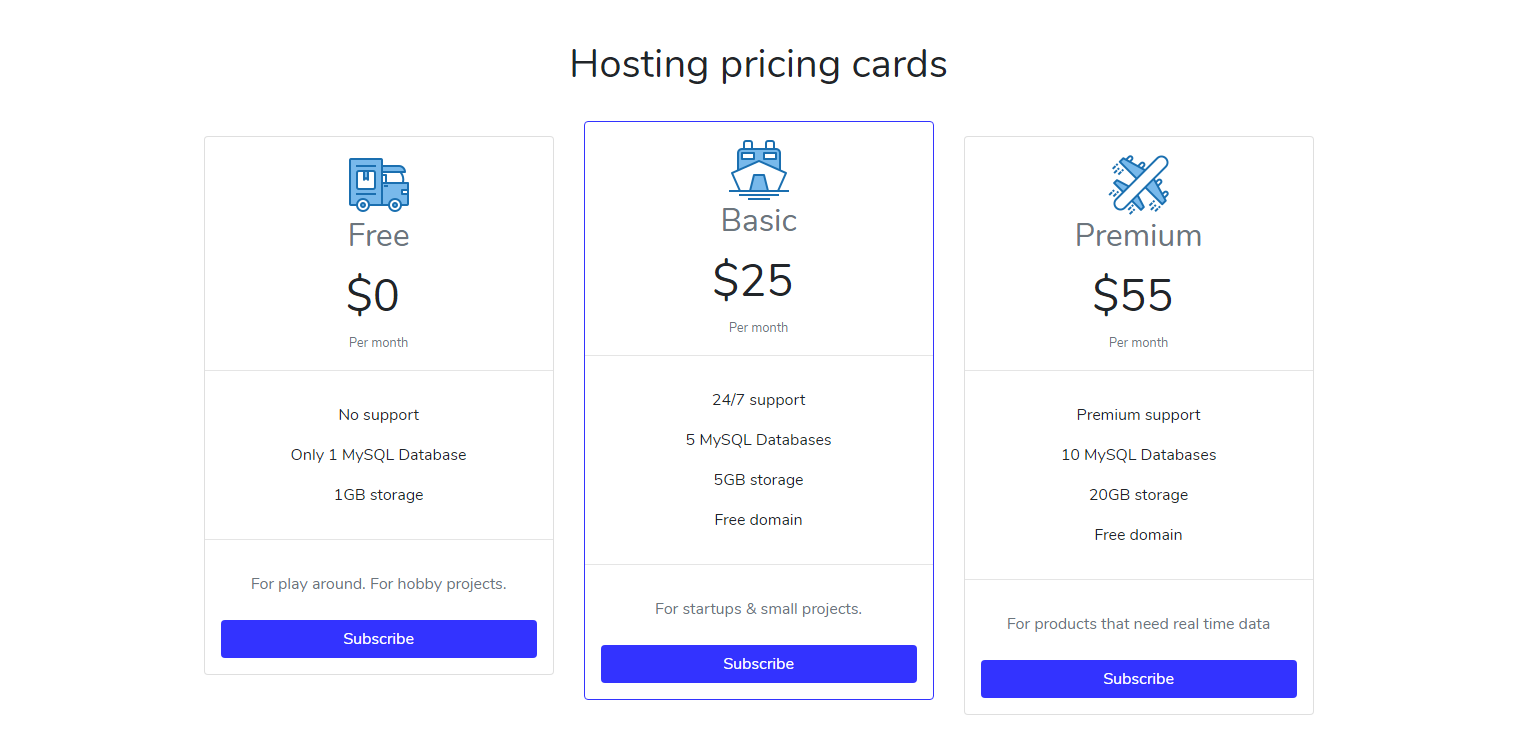 Hosting pricing cards
Free
$0
Per month
No support
Only 1 MySQL Database
1GB storage
For play around. For hobby projects.
Subscribe
Basic
$25
Per month
24/7 support
5 MySQL Databases
5GB storage
Free domain
For startups & small projects.
Subscribe
Premium
$55
Per month
Premium support
10 MySQL Databases
20GB storage
Free domain
For products that need real time data
Subscribe